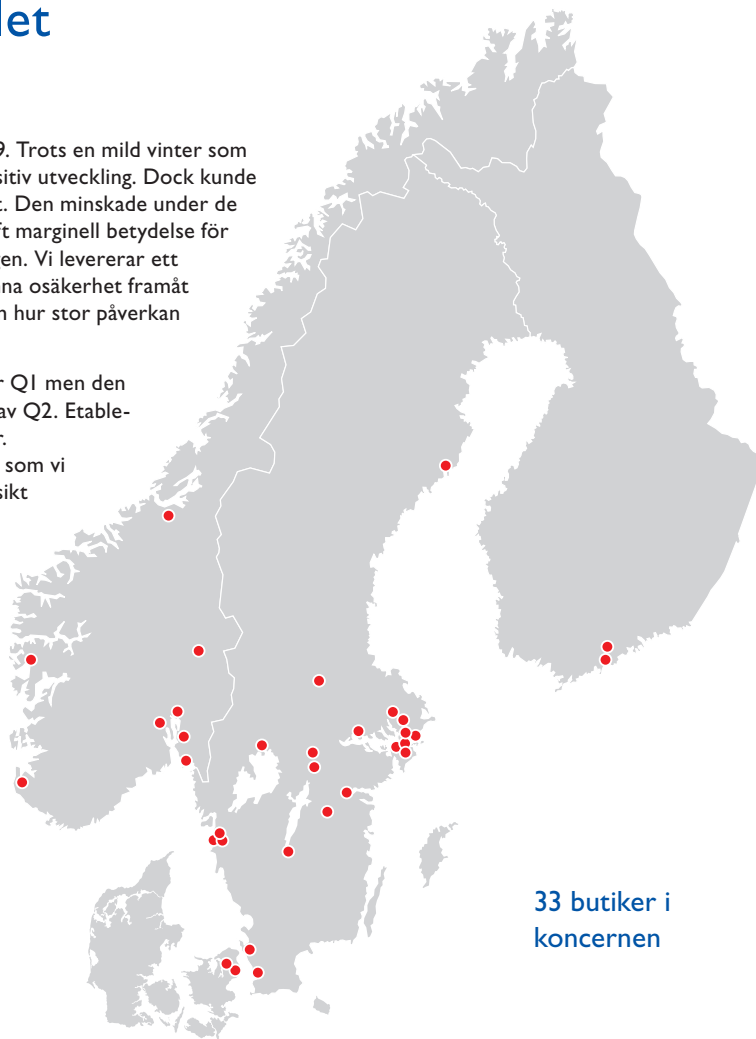 let
9. Trots en mild vinter som
sitiv utveckling. Dock kunde
t. Den minskade under de
ft marginell betydelse för
gen. Vi levererar ett
nna osäkerhet framåt
n hur stor påverkan
r Q1 men den
av Q2. Etable-
r.
som vi
sikt
33 butiker i
koncernen